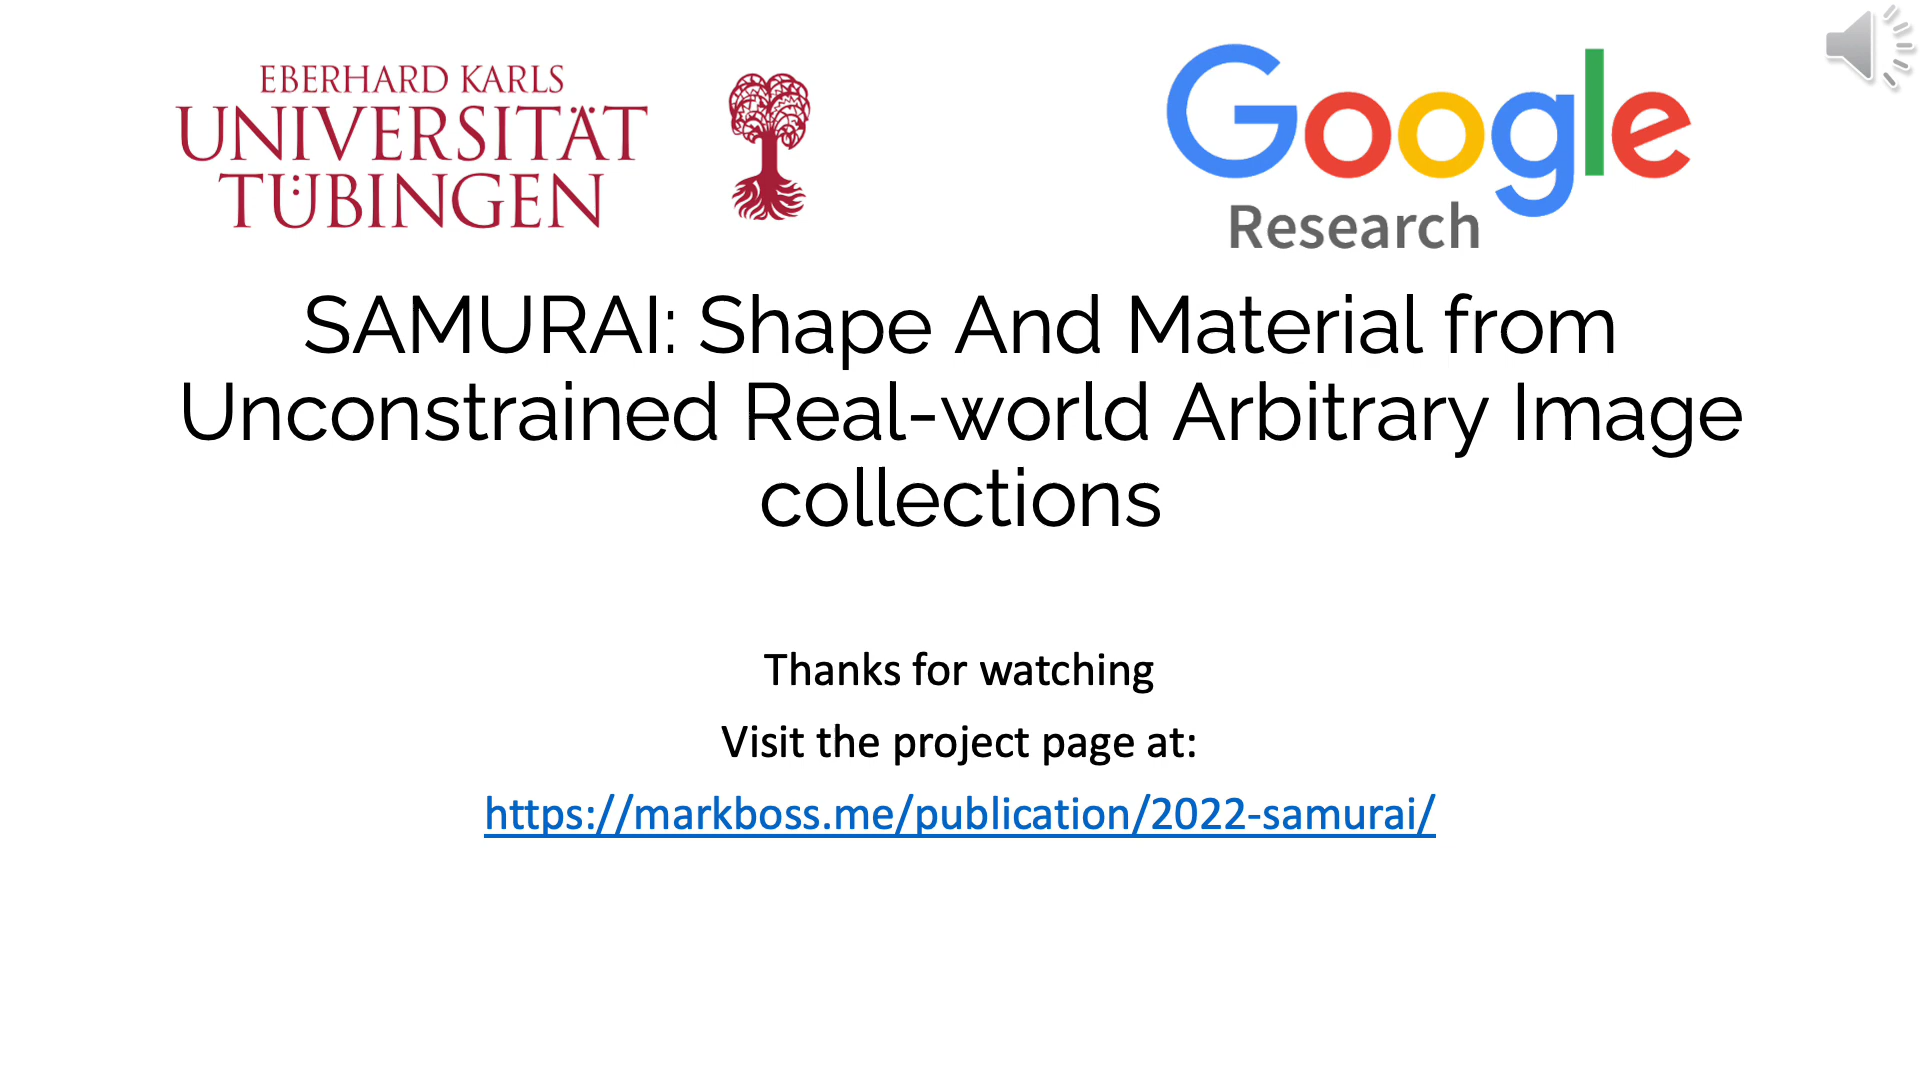 EBERHARD KARLS
UNIVERSITÄT
TÜBINGEN
Google
Research
SAMURAI: Shape And Material from
Unconstrained Real-world Arbitrary Image
collections
Thanks for watching
Visit the project page at:
https://markboss.me/publication/2022-samurai/